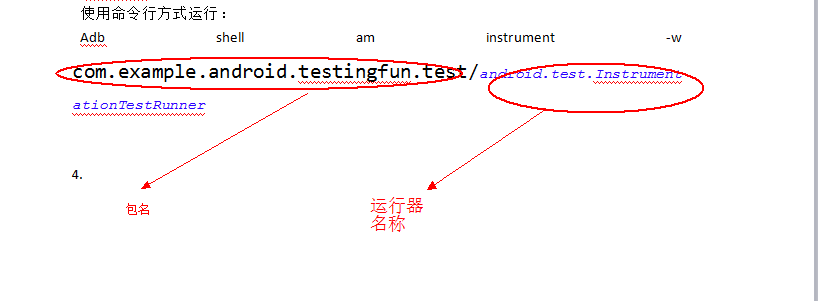 使用命令行方式运行：
Adb shell am instrument -w
com.example.android.testingfun.test/android.test.Instrument
ationTestRunner
4.
包名
运行器
名称